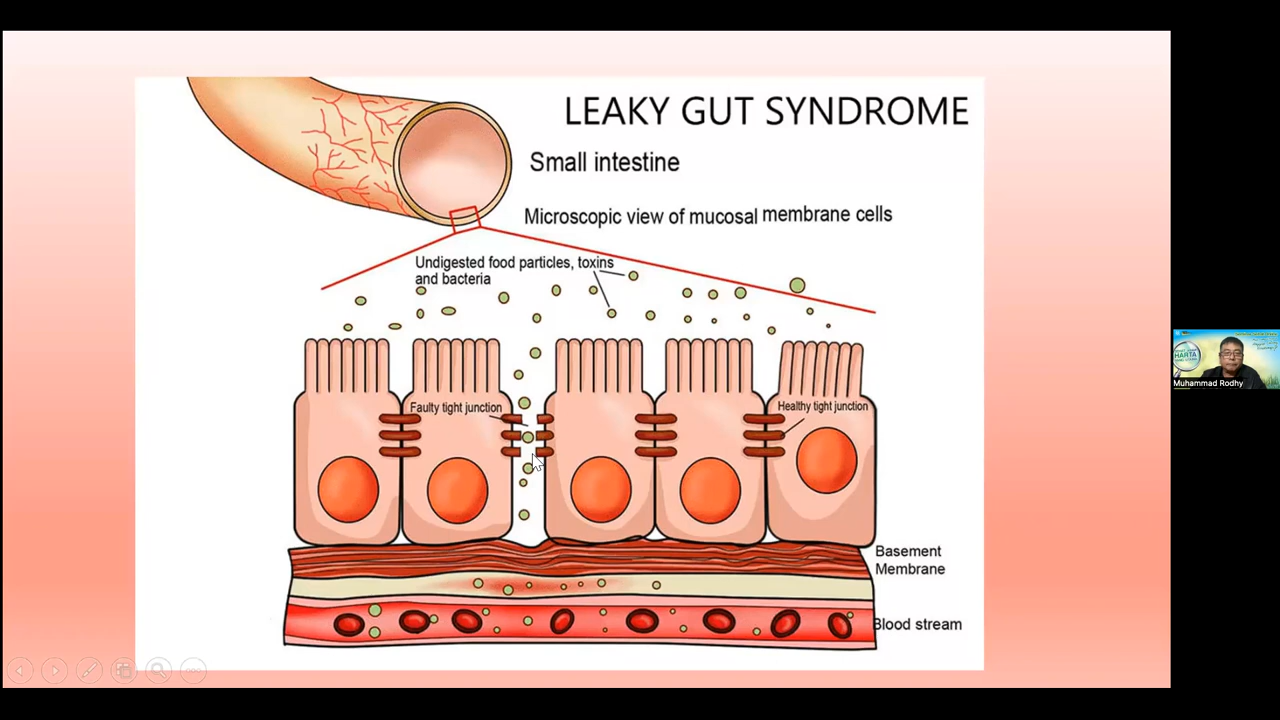 LEAKY GUT SYNDROME
Small intestine
Microscopic view of mucosal membrane cells
Undigested food particles, toxins
and bacteria
Faulty tight junction
Healthy tight junction
Basement
Membrane
Blood stream
HARTA
Muhammad Rodhy